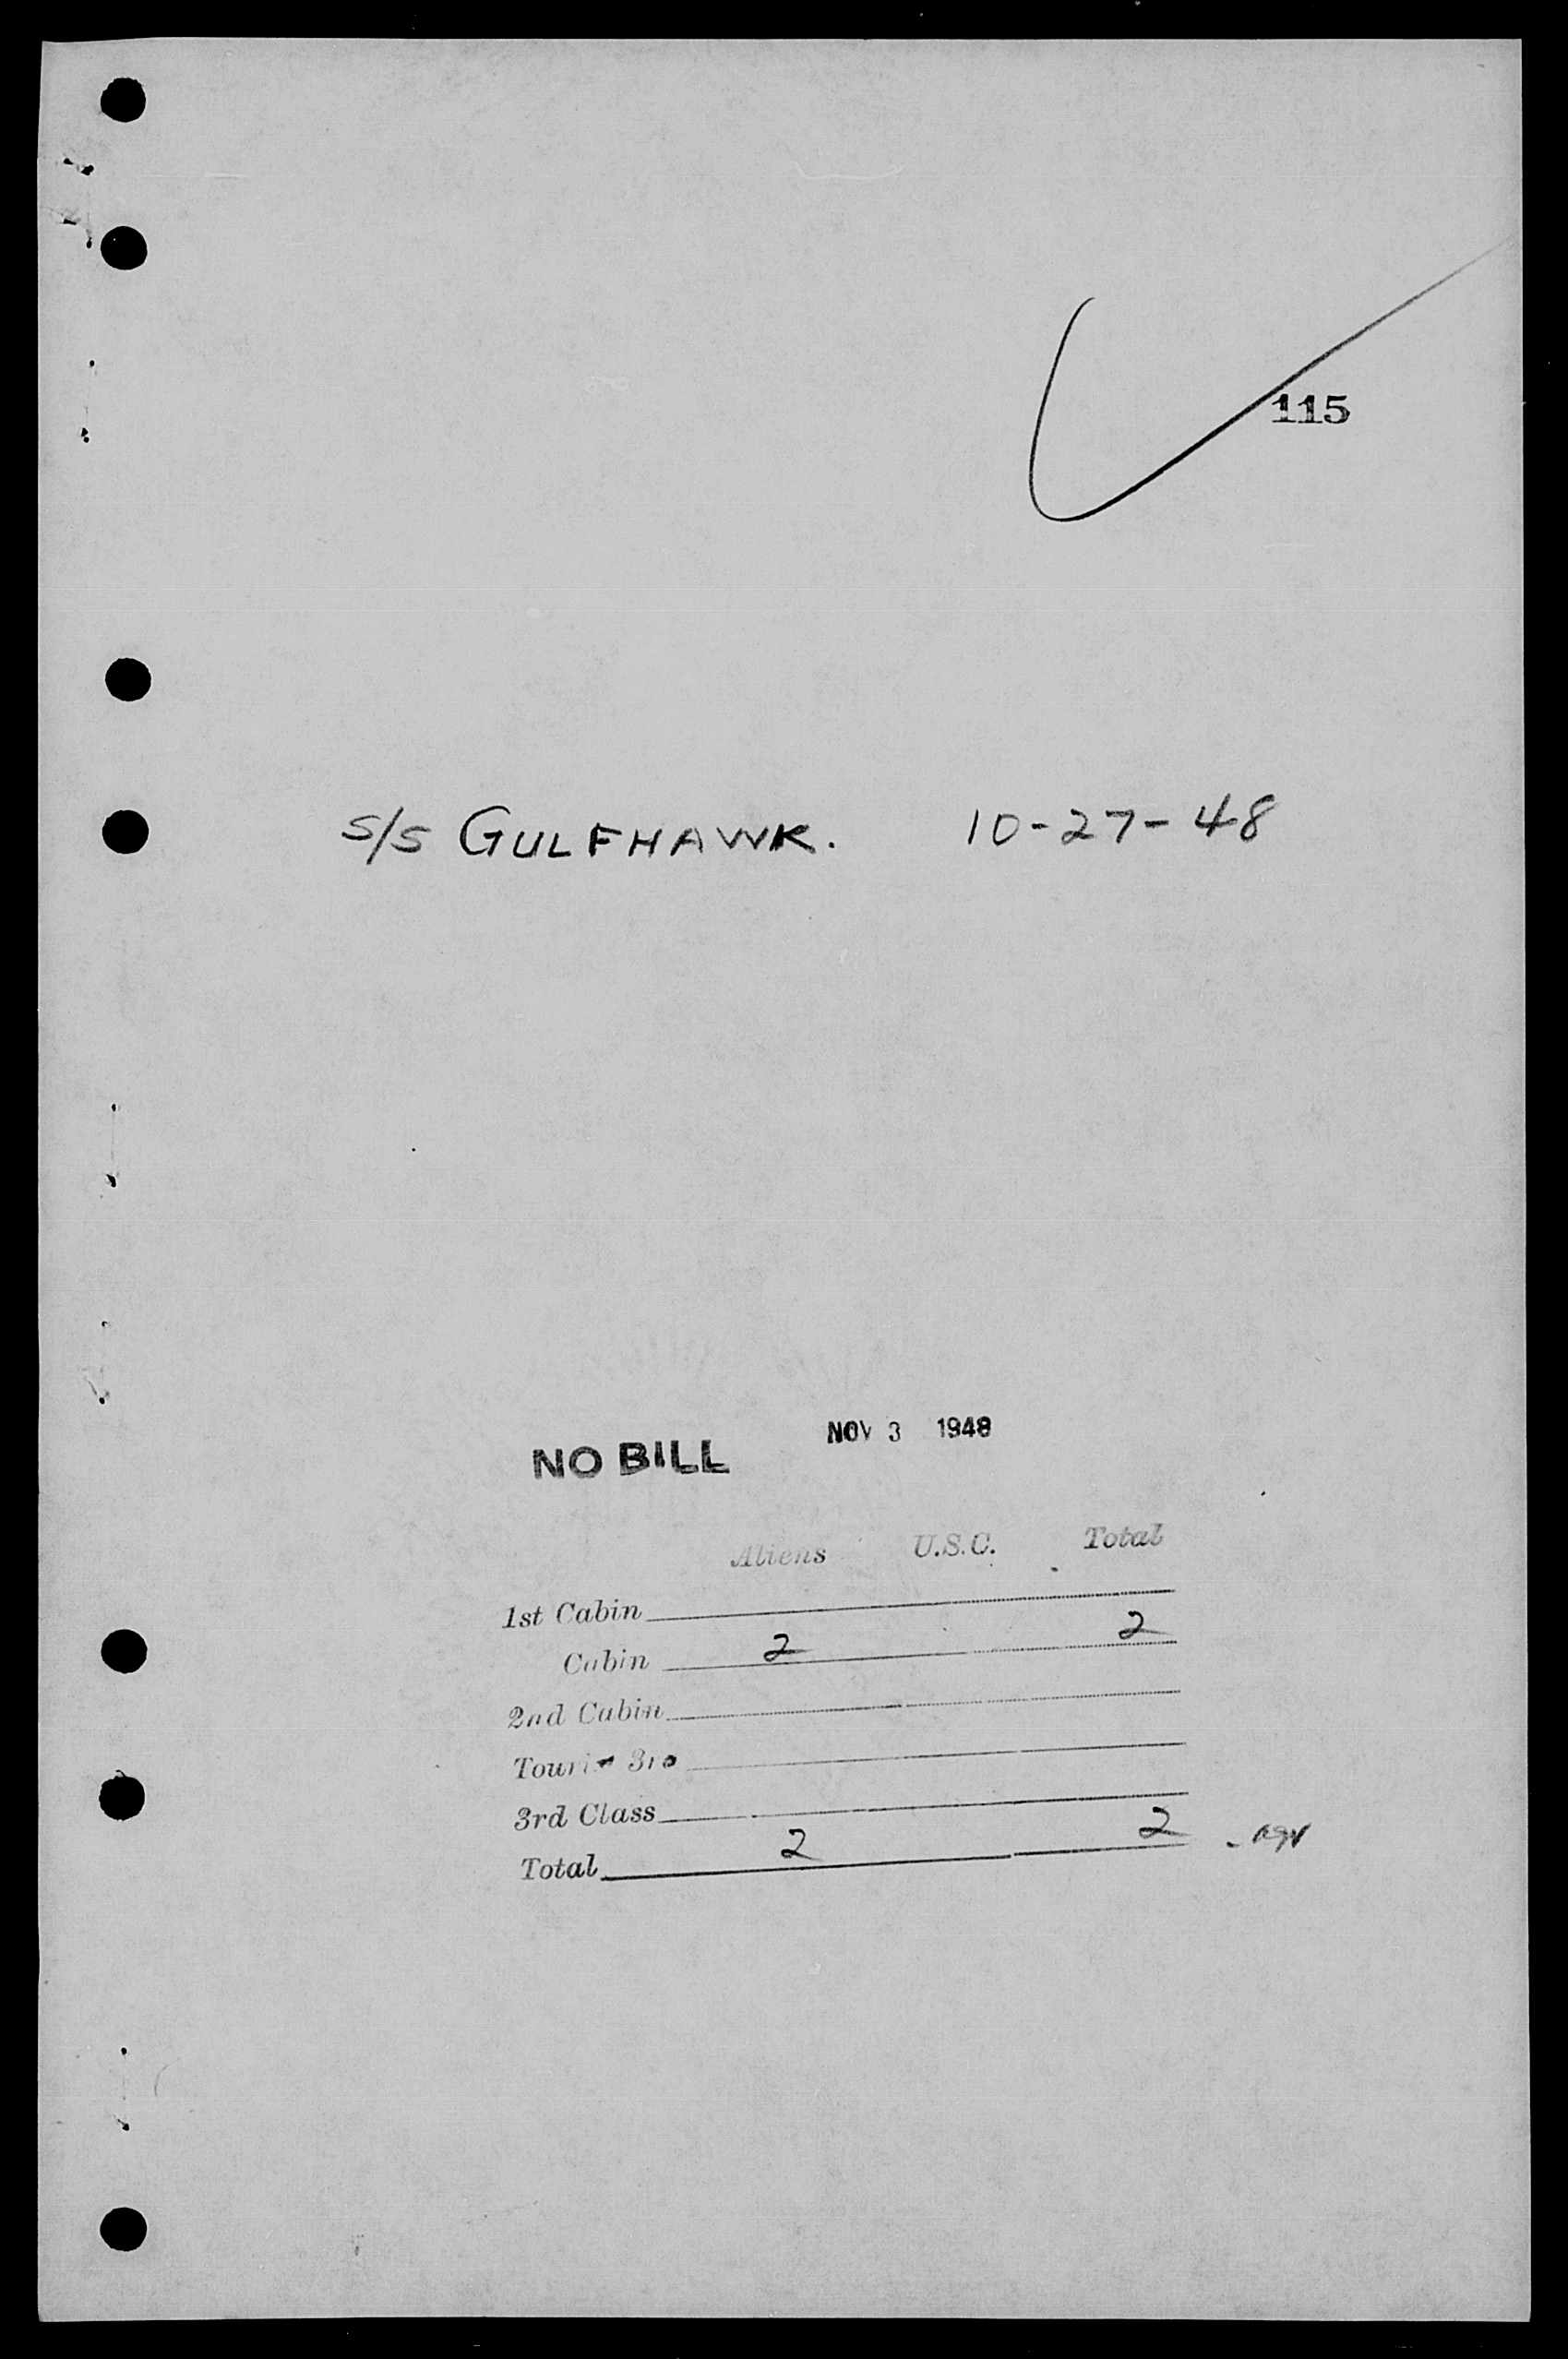 115
S/S GULFHAWK. 10-27-48
NO BILL NOV 3 1948
Aliens U.S.C. Total
1st Cabin
Cabin 2 2
2nd Cabin
3rd Class
Total 2 2